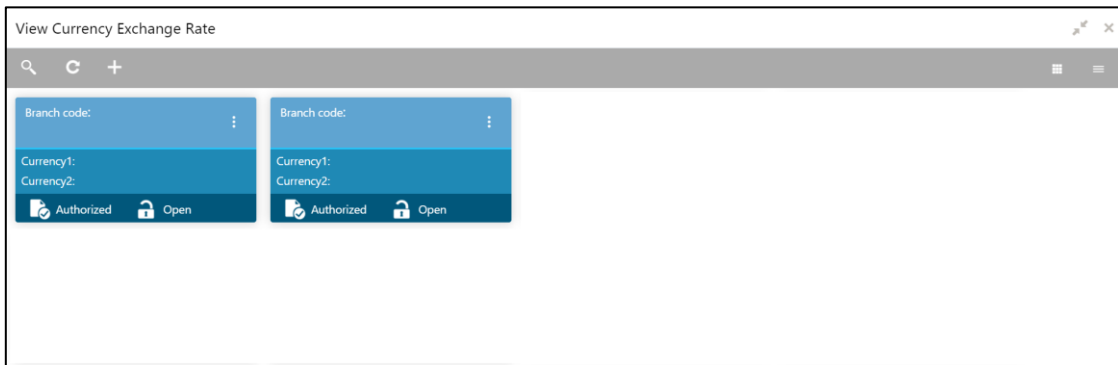 View Currency Exchange Rate
Branch code:
Currency1:
Currency2:
Authorized Open
Branch code:
Currency1:
Currency2:
Authorized Open